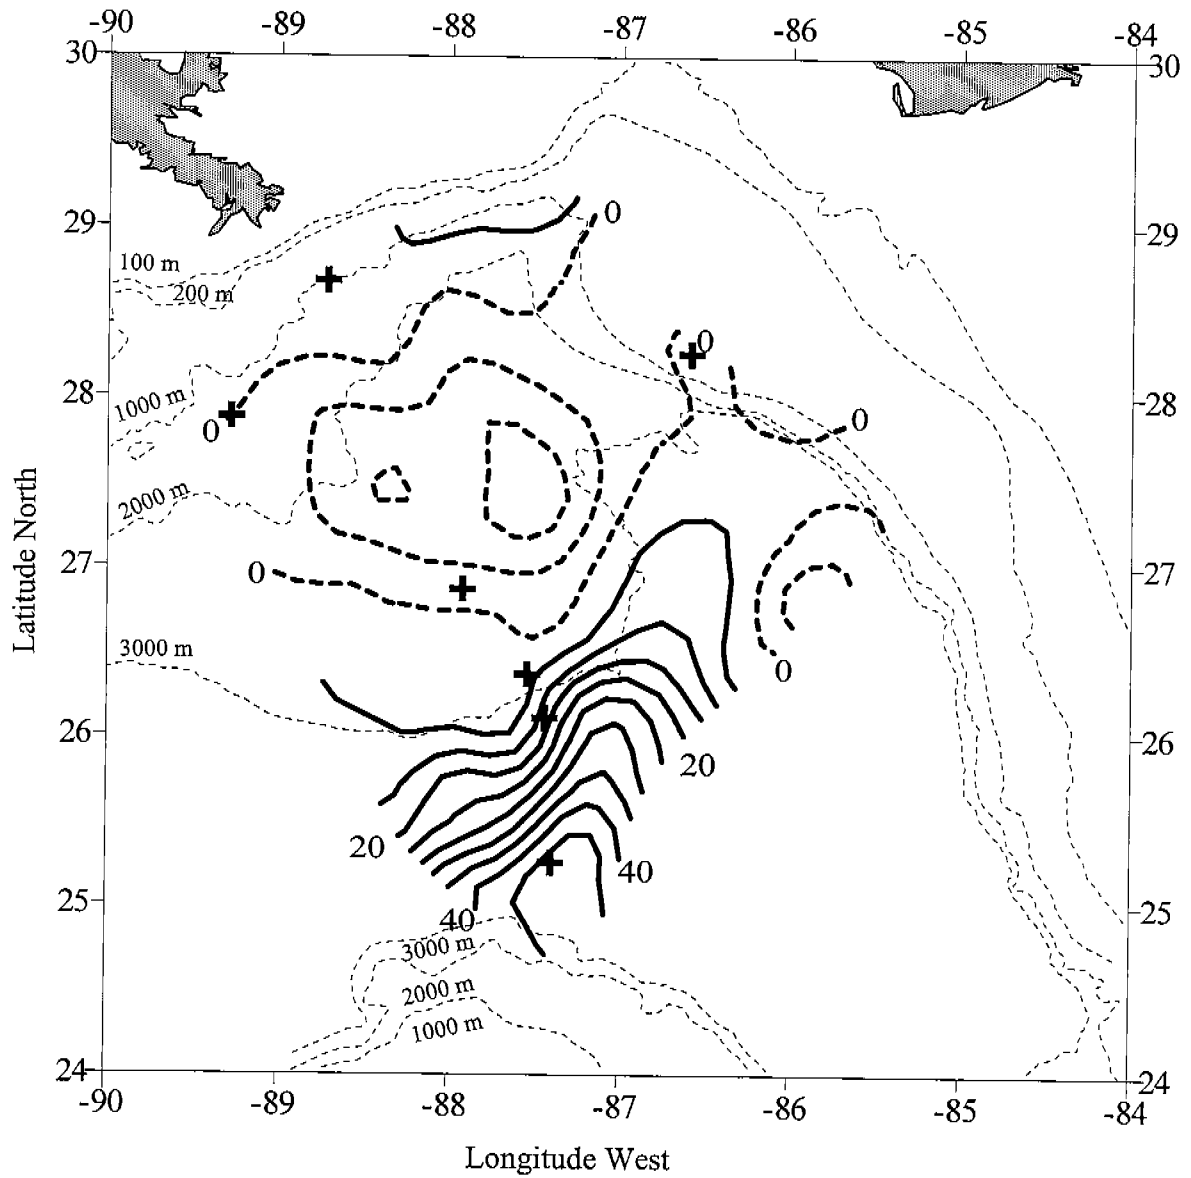 -90 -89 -88 -87 -86 -85 -84
30 30
29 0 29
100 m
200 m
0
28 28
1000 m
0 0
2000 m
Latitude North
27 0 27
3000 m
0
26 26
20
20
40
25 25
40
3000 m
2000 m
1000 m
24 24
-90 -89 -88 -87 -86 -85 -84
Longitude West